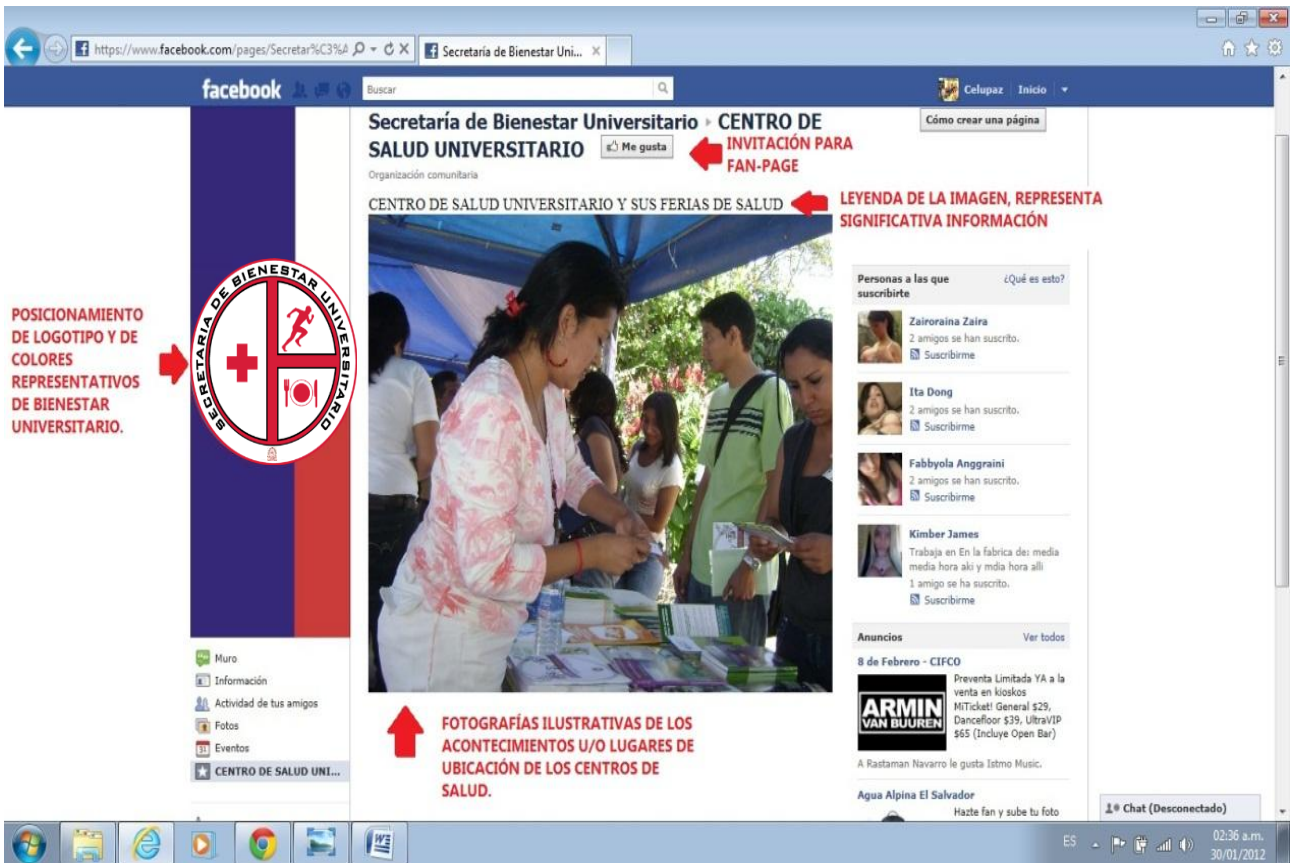 https://www.facebook.com/pages/Secretar%C3%A
Secretaría de Bienestar Uni...
facebook
Buscar
Celupaz
Inicio
Secretaría de Bienestar Universitario ▸ CENTRO DE
SALUD UNIVERSITARIO
Me gusta
Organización comunitaria
Cómo crear una página
INVITACIÓN PARA
FAN-PAGE
CENTRO DE SALUD UNIVERSITARIO Y SUS FERIAS DE SALUD
LEYENDA DE LA IMAGEN, REPRESENTA
SIGNIFICATIVA INFORMACIÓN
POSICIONAMIENTO
DE LOGOTIPO Y DE
COLORES
REPRESENTATIVOS
DE BIENESTAR
UNIVERSITARIO.
SECRETARIA DE BIENESTAR UNIVERSITARIO
Muro
Información
Actividad de tus amigos
Fotos
31 Eventos
CENTRO DE SALUD UNI...
FOTOGRAFÍAS ILUSTRATIVAS DE LOS
ACONTECIMIENTOS U/O LUGARES DE
UBICACIÓN DE LOS CENTROS DE
SALUD.
Personas a las que
suscribirte
¿Qué es esto?
Zairoraina Zaira
2 amigos se han suscrito.
Suscribirme
Ita Dong
2 amigos se han suscrito.
Suscribirme
Fabbyola Anggraini
2 amigos se han suscrito.
Suscribirme
Kimber James
Trabaja en En la fabrica de: media
media hora aki y mdia hora alli
1 amigo se ha suscrito.
Suscribirme
Anuncios
Ver todos
8 de Febrero - CIFCO
ARMIN
VAN BUUREN
Preventa Limitada YA a la
venta en kioskos
MiTicket! General $29,
Dancefloor $39, UltraVIP
$65 (Incluye Open Bar)
A Rastaman Navarro le gusta Istmo Music.
Agua Alpina El Salvador
Hazte fan y sube tu foto
Chat (Desconectado)
ES
02:36 a.m.
30/01/2012